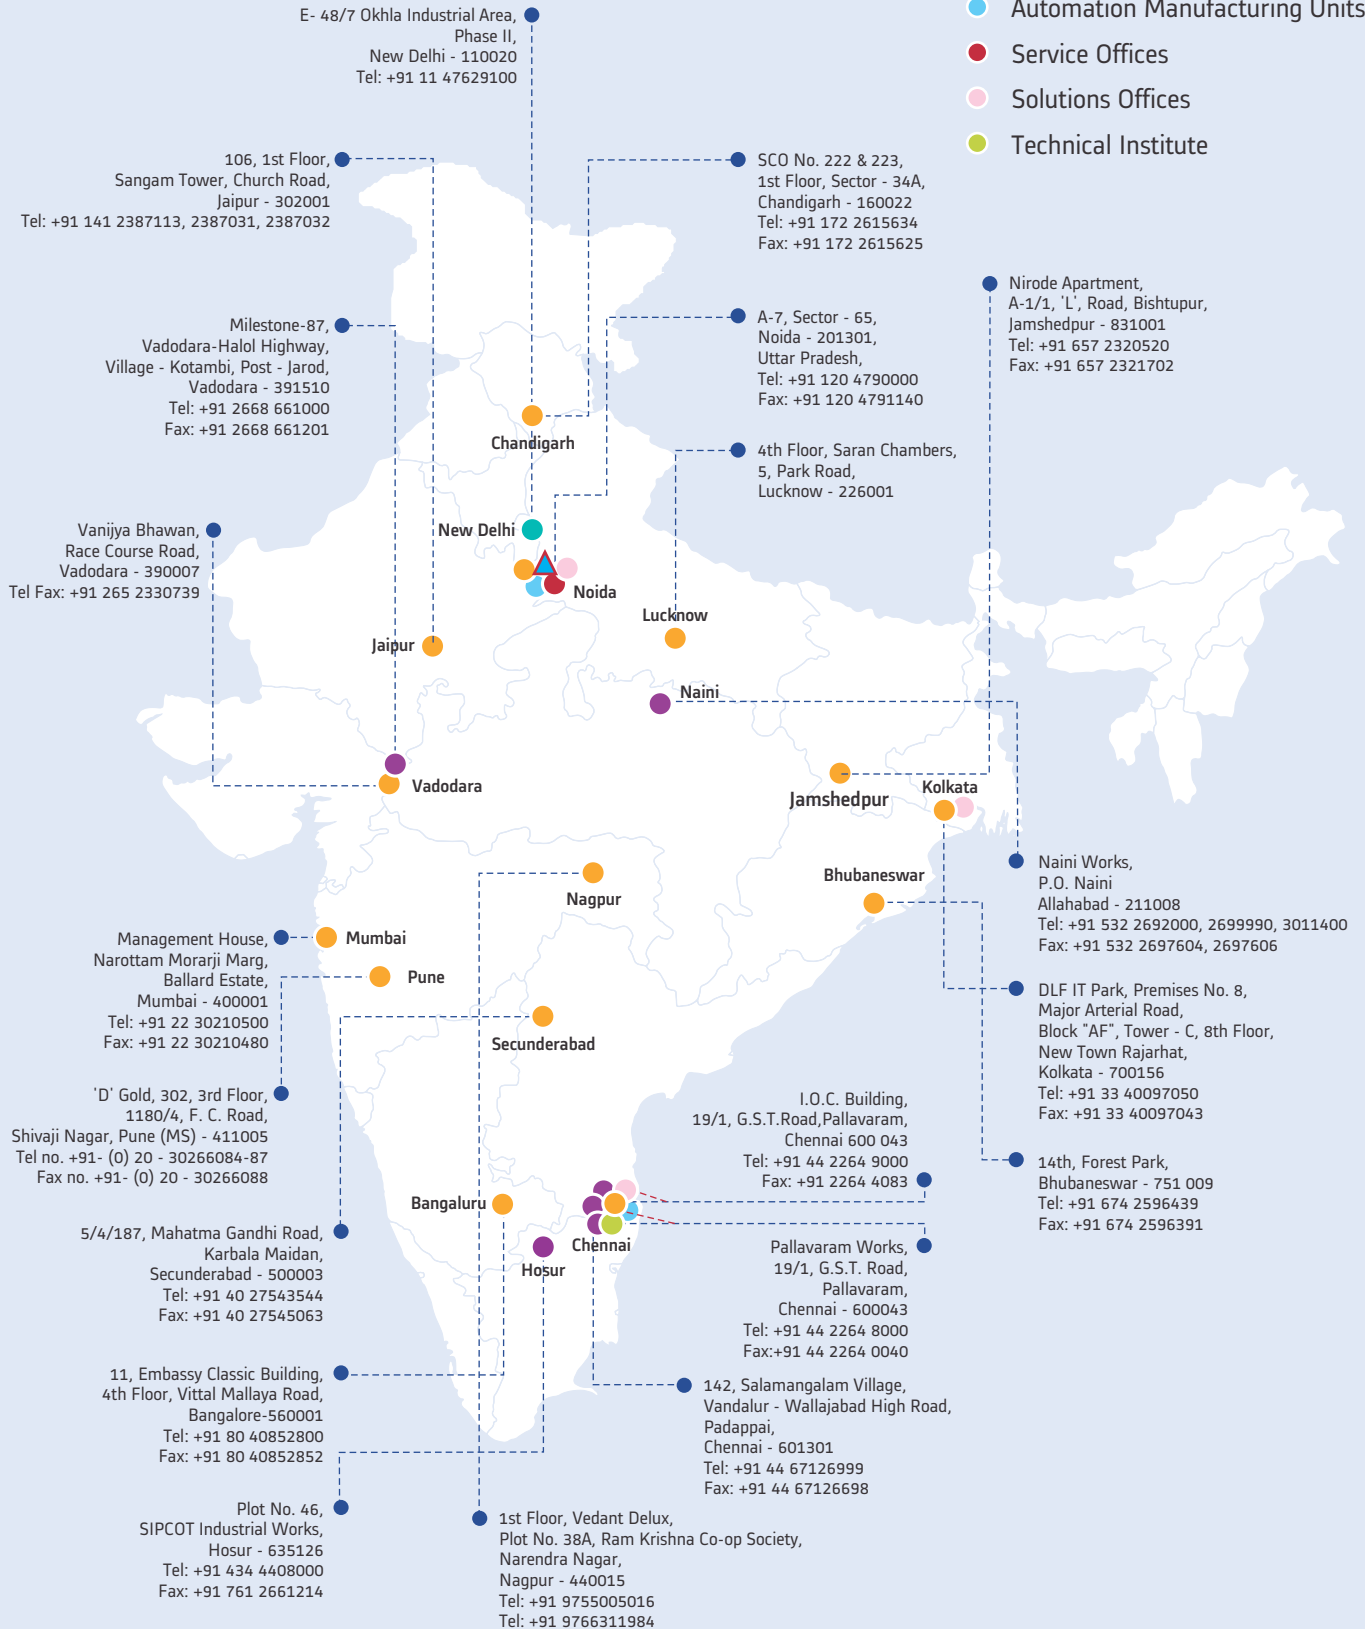 E- 48/7 Okhla Industrial Area,
Phase II,
New Delhi - 110020
Tel: +91 11 47629100
Automation Manufacturing Units
Service Offices
Solutions Offices
Technical Institute
106, 1st Floor,
Sangam Tower, Church Road,
Jaipur - 302001
Tel: +91 141 2387113, 2387031, 2387032
SCO No. 222 & 223,
1st Floor, Sector - 34A,
Chandigarh - 160022
Tel: +91 172 2615634
Fax: +91 172 2615625
Nirode Apartment,
A-1/1, 'L', Road, Bishtupur,
Jamshedpur - 831001
Tel: +91 657 2320520
Fax: +91 657 2321702
Milestone-87,
Vadodara-Halol Highway,
Village - Kotambi, Post - Jarod,
Vadodara - 391510
Tel: +91 2668 661000
Fax: +91 2668 661201
A-7, Sector - 65,
Noida - 201301,
Uttar Pradesh,
Tel: +91 120 4790000
Fax: +91 120 4791140
Chandigarh
4th Floor, Saran Chambers,
5, Park Road,
Lucknow - 226001
Vanijya Bhawan,
Race Course Road,
Vadodara - 390007
Tel Fax: +91 265 2330739
New Delhi
Noida
Lucknow
Jaipur
Naini
Vadodara
Jamshedpur
Kolkata
Naini Works,
P.O. Naini
Allahabad - 211008
Tel: +91 532 2692000, 2699990, 3011400
Fax: +91 532 2697604, 2697606
Bhubaneswar
Nagpur
Management House,
Narottam Morarji Marg,
Ballard Estate,
Mumbai - 400001
Tel: +91 22 30210500
Fax: +91 22 30210480
Mumbai
Pune
Secunderabad
DLF IT Park, Premises No. 8,
Major Arterial Road,
Block "AF", Tower - C, 8th Floor,
New Town Rajarhat,
Kolkata - 700156
Tel: +91 33 40097050
Fax: +91 33 40097043
'D' Gold, 302, 3rd Floor,
1180/4, F. C. Road,
Shivaji Nagar, Pune (MS) - 411005
Tel no. +91- (0) 20 - 30266084-87
Fax no. +91- (0) 20 - 30266088
I.O.C. Building,
19/1, G.S.T.Road,Pallavaram,
Chennai 600 043
Tel: +91 44 2264 9000
Fax: +91 2264 4083
14th, Forest Park,
Bhubaneswar - 751 009
Tel: +91 674 2596439
Fax: +91 674 2596391
Bangaluru
Chennai
Hosur
5/4/187, Mahatma Gandhi Road,
Karbala Maidan,
Secunderabad - 500003
Tel: +91 40 27543544
Fax: +91 40 27545063
Pallavaram Works,
19/1, G.S.T. Road,
Pallavaram,
Chennai - 600043
Tel: +91 44 2264 8000
Fax:+91 44 2264 0040
11, Embassy Classic Building,
4th Floor, Vittal Mallaya Road,
Bangalore-560001
Tel: +91 80 40852800
Fax: +91 80 40852852
142, Salamangalam Village,
Vandalur - Wallajabad High Road,
Padappai,
Chennai - 601301
Tel: +91 44 67126999
Fax: +91 44 67126698
Plot No. 46,
SIPCOT Industrial Works,
Hosur - 635126
Tel: +91 434 4408000
Fax: +91 761 2661214
1st Floor, Vedant Delux,
Plot No. 38A, Ram Krishna Co-op Society,
Narendra Nagar,
Nagpur - 440015
Tel: +91 9755005016
Tel: +91 9766311984